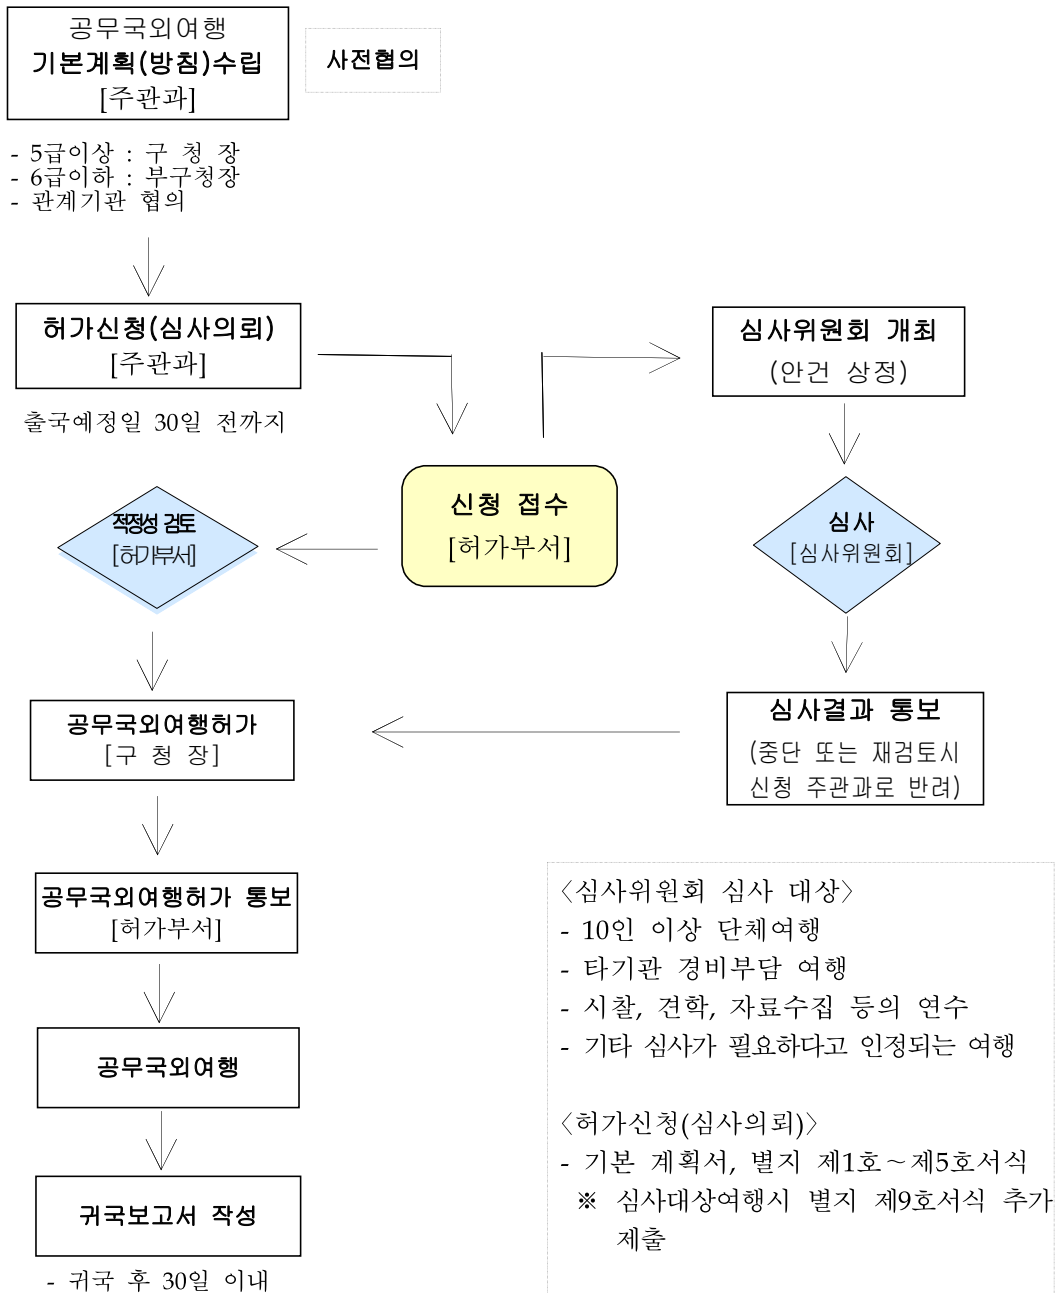 공무국외여행
기본계획(방침)수립
[주관과]
사전협의
- 5급이상 : 구 청 장
- 6급이하 : 부구청장
- 관계기관 협의
허가신청(심사의뢰)
[주관과]
출국예정일 30일 전까지
심사위원회 개최
(안건 상정)
신청 접수
[허가부서]
적정성 검토
[허가부서]
심사
[심사위원회]
공무국외여행허가
[구 청 장]
심사결과 통보
(중단 또는 재검토시
신청 주관과로 반려)
공무국외여행허가 통보
[허가부서]
공무국외여행
귀국보고서 작성
- 귀국 후 30일 이내
〈심사위원회 심사 대상〉
- 10인 이상 단체여행
- 타기관 경비부담 여행
- 시찰, 견학, 자료수집 등의 연수
- 기타 심사가 필요하다고 인정되는 여행
〈허가신청(심사의뢰)〉
- 기본 계획서, 별지 제1호～제5호서식
※ 심사대상여행시 별지 제9호서식 추가
제출